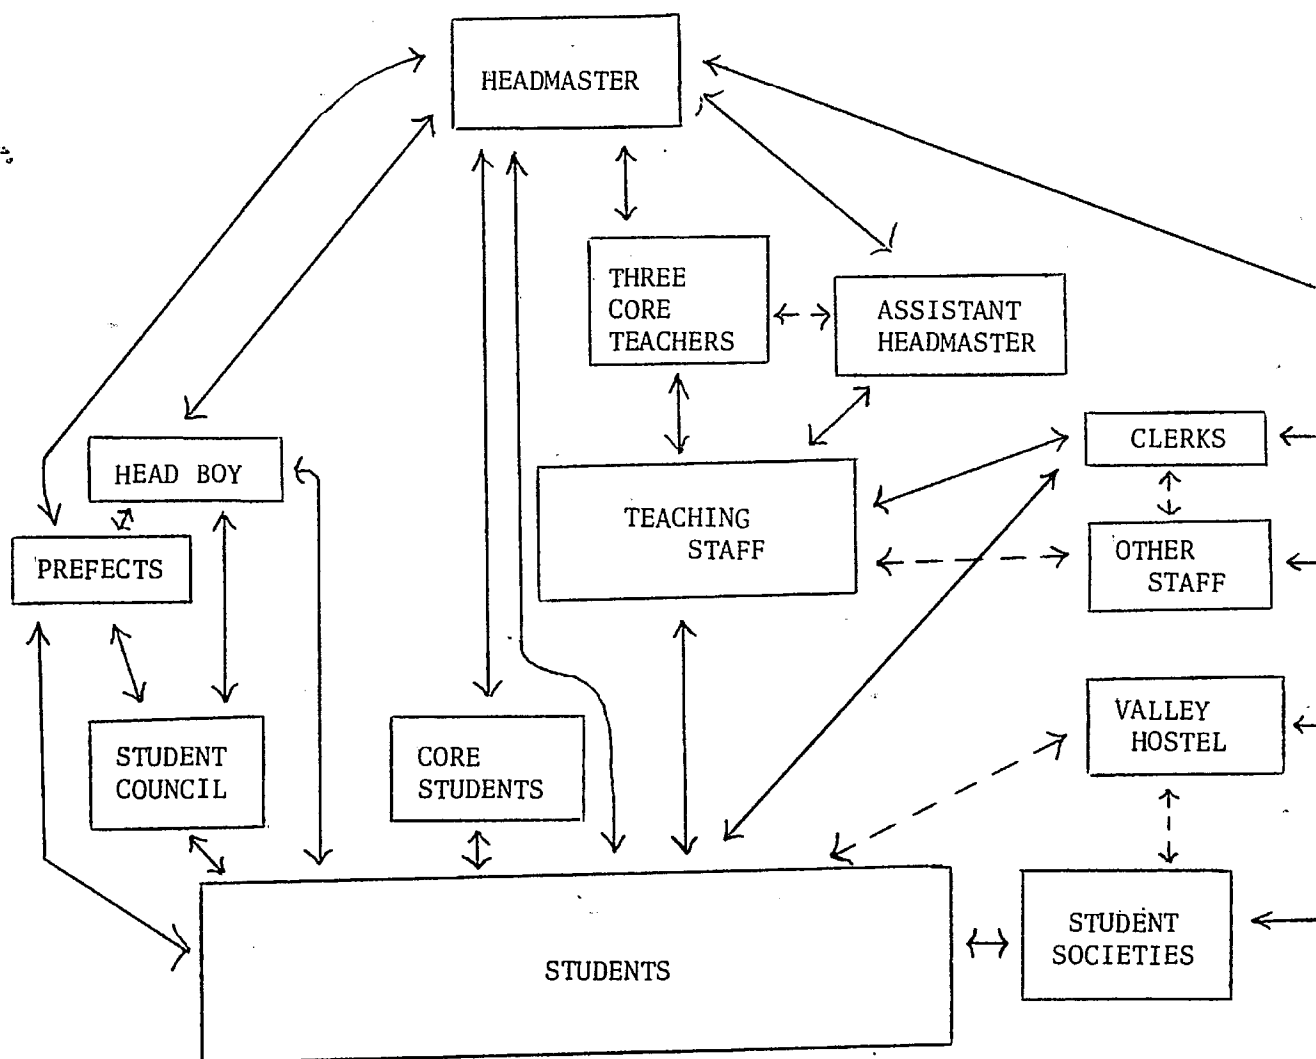 HEADMASTER
THREE
CORE
TEACHERS
ASSISTANT
HEADMASTER
CLERKS
HEAD BOY
TEACHING
STAFF
OTHER
STAFF
PREFECTS
VALLEY
HOSTEL
STUDENT
COUNCIL
CORE
STUDENTS
STUDENT
SOCIETIES
STUDENTS